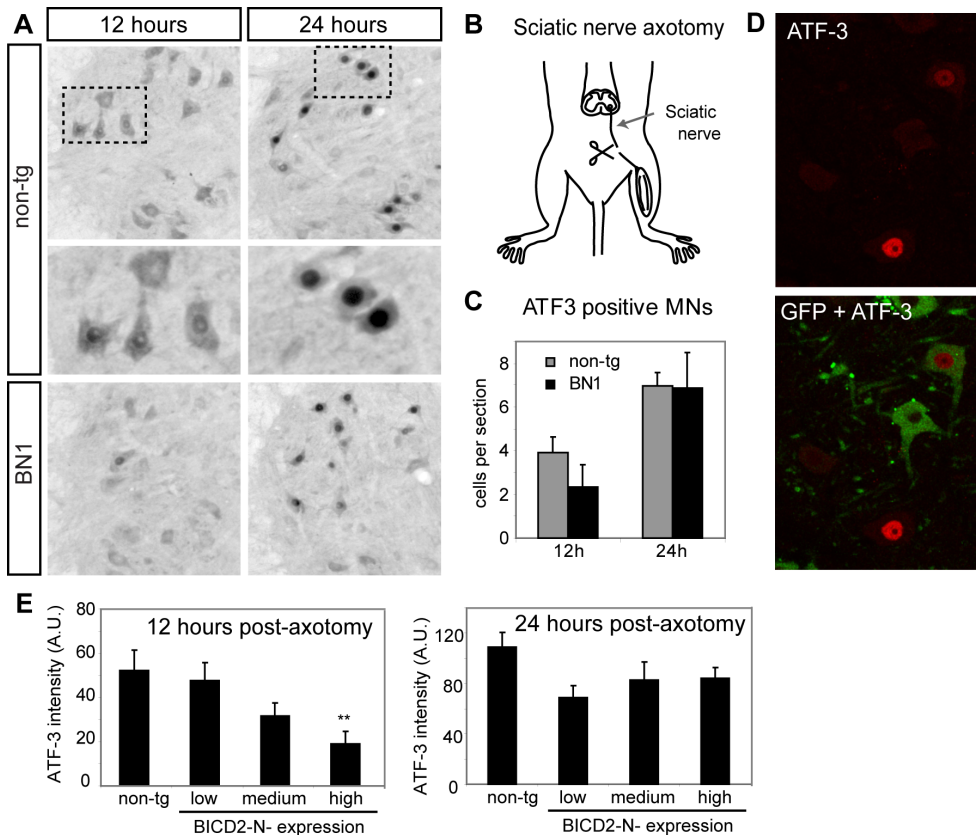 A
12 hours
24 hours
non-tg
BN1
B
Sciatic nerve axotomy
Sciatic
nerve
C
ATF3 positive MNs
non-tg
BN1
cells per section
8
6
4
2
0
12h
24h
D
ATF-3
GFP + ATF-3
E
12 hours post-axotomy
ATF-3 intensity (A.U.)
80
60
40
20
0
**
non-tg
low
medium
high
BICD2-N- expression
24 hours post-axotomy
ATF-3 intensity (A.U.)
120
80
40
0
non-tg
low
medium
high
BICD2-N- expression